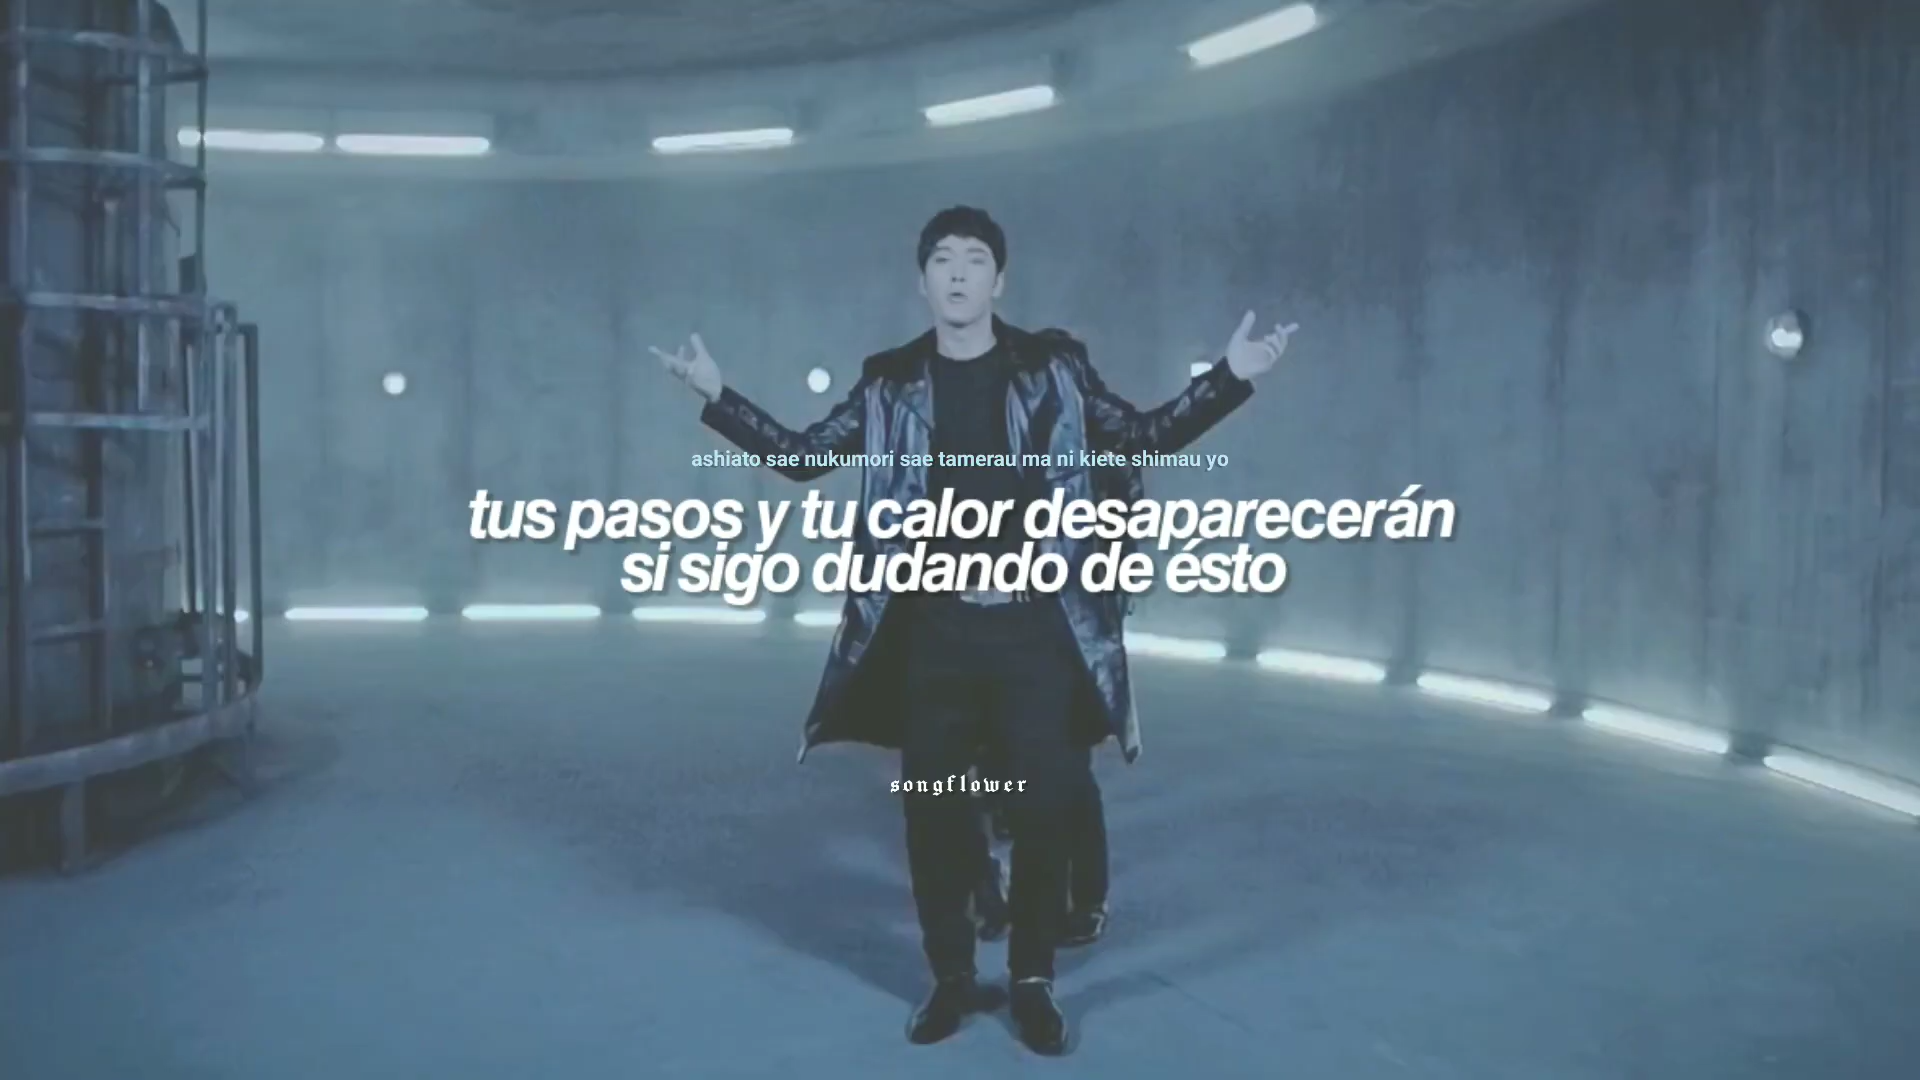 ashiato sae nukumori sae tamerau ma ni kiete shimau yo
tus pasos y tu calor desaparecerán
si sigo dudando de ésto
songflower